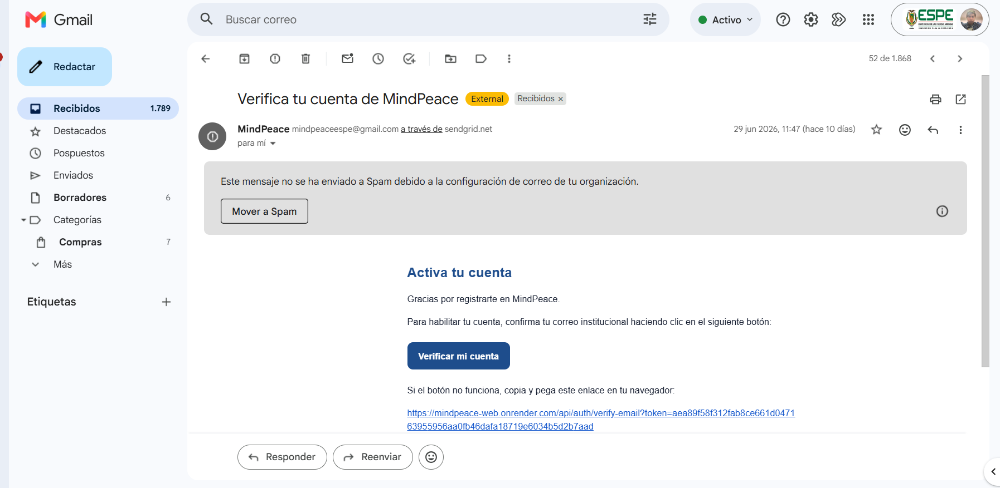 Gmail
Buscar correo
Activo
ESPE
Redactar
52 de 1.868
Recibidos 1.789
Destacados
Pospuestos
Enviados
Borradores 6
Categorías
Compras 7
Más
Etiquetas
Verifica tu cuenta de MindPeace External Recibidos ×
MindPeace mindpeaceespe@gmail.com a través de sendgrid.net 29 jun 2026, 11:47 (hace 10 días)
para mí
Este mensaje no se ha enviado a Spam debido a la configuración de correo de tu organización.
Mover a Spam
Activa tu cuenta
Gracias por registrarte en MindPeace.
Para habilitar tu cuenta, confirma tu correo institucional haciendo clic en el siguiente botón:
Verificar mi cuenta
Si el botón no funciona, copia y pega este enlace en tu navegador:
https://mindpeace-web.onrender.com/api/auth/verify-email?token=aea89f58f312fab8ce661d0471
63955956aa0fb46dafa18719e6034b5d2b7aad
Responder
Reenviar